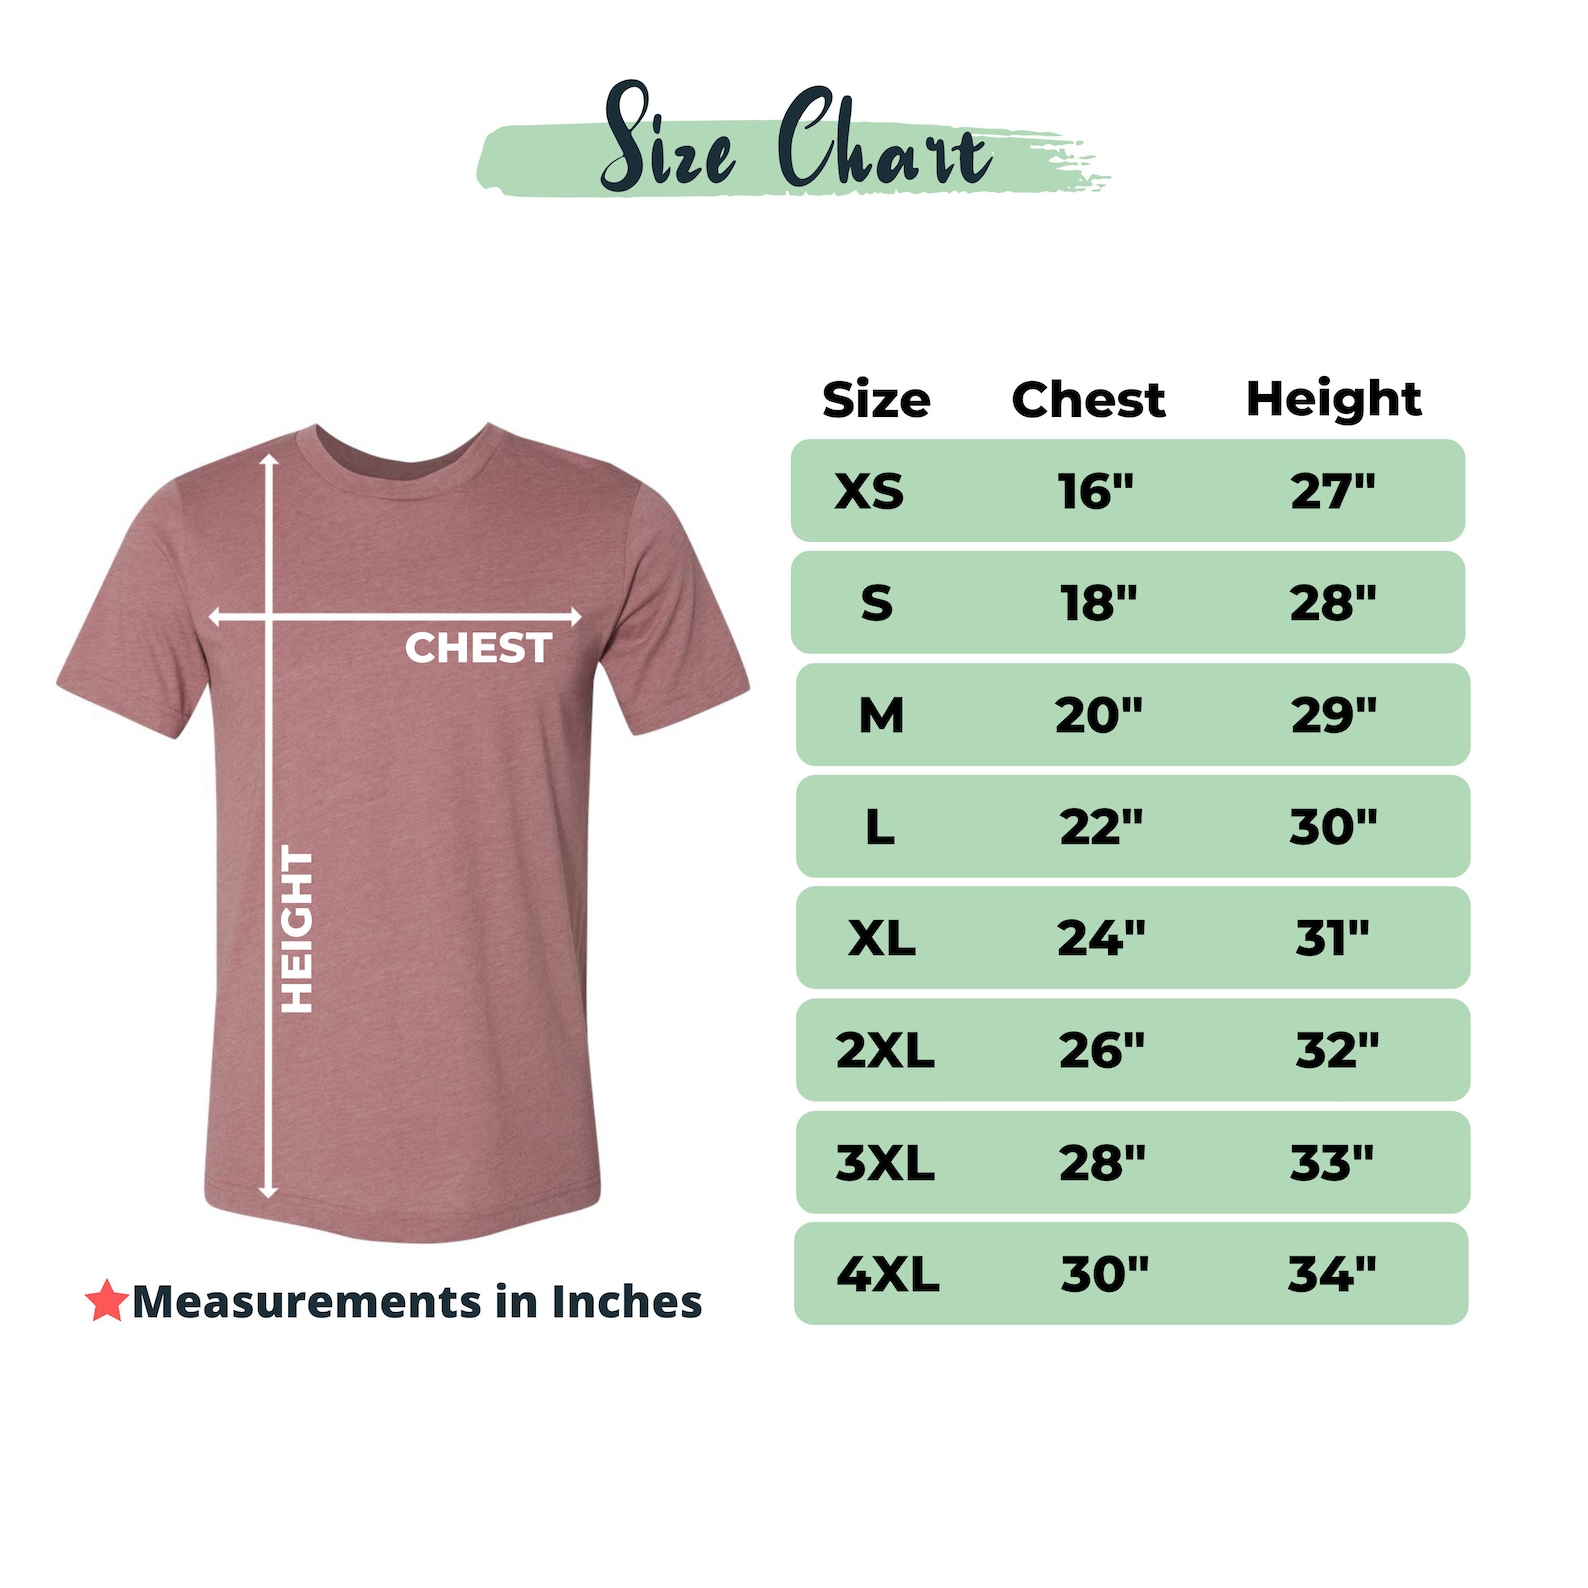 Size Chart
Size Chest Height
XS 16" 27"
S 18" 28"
M 20" 29"
L 22" 30"
XL 24" 31"
2XL 26" 32"
3XL 28" 33"
4XL 30" 34"
CHEST
HEIGHT
Measurements in Inches